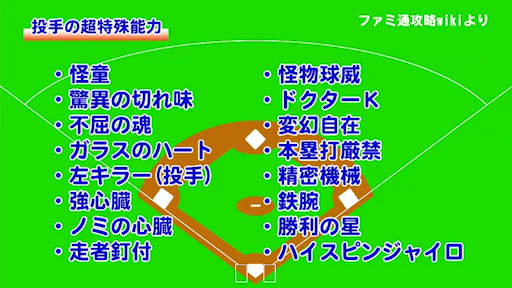 投手の超特殊能力
ファミ通攻略wikiより
・怪童
・驚異の切れ味
・不屈の魂
・ガラスのハート
・左キラー(投手)
・強心臓
・ノミの心臓
・走者釘付
・怪物球威
・ドクターK
・変幻自在
・本塁打厳禁
・精密機械
・鉄腕
・勝利の星
・ハイスピンジャイロ